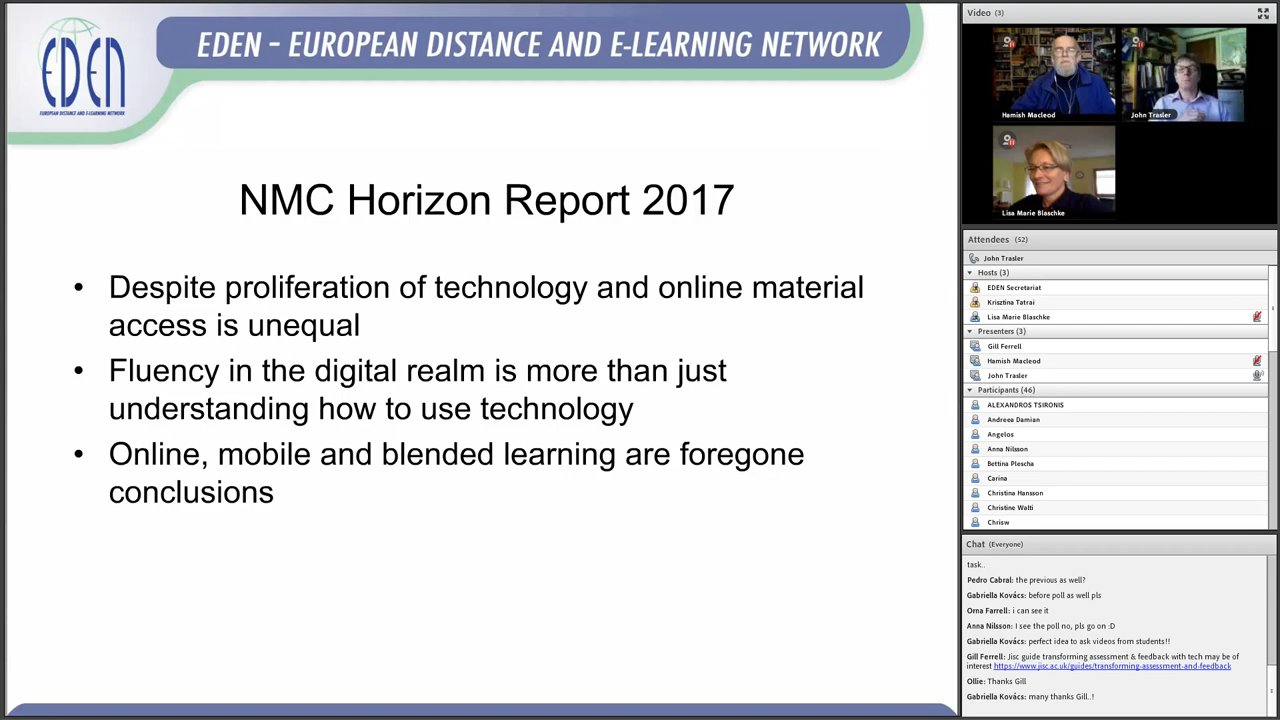 EDEN
EUROPEAN DISTANCE AND E-LEARNING NETWORK
EDEN – EUROPEAN DISTANCE AND E-LEARNING NETWORK
NMC Horizon Report 2017
• Despite proliferation of technology and online material
access is unequal
• Fluency in the digital realm is more than just
understanding how to use technology
• Online, mobile and blended learning are foregone
conclusions
Video (3)
Hamish Macleod
John Trasler
Lisa Marie Blaschke
Attendees (52)
John Trasler
Hosts (3)
EDEN Secretariat
Krisztina Tatrai
Lisa Marie Blaschke
Presenters (3)
Gill Ferrell
Hamish Macleod
John Trasler
Participants (46)
ALEXANDROS TSIRONIS
Andreea Damian
Angelos
Anna Nilsson
Bettina Plescha
Carina
Christina Hansson
Christine Walti
Chrisw
Chat (Everyone)
task..
Pedro Cabral: the previous as well?
Gabriella Kovács: before poll as well pls
Orna Farrell: i can see it
Anna Nilsson: I see the poll no, pls go on :D
Gabriella Kovács: perfect idea to ask videos from students!!
Gill Ferrell: Jisc guide transforming assessment & feedback with tech may be of
interest https://www.jisc.ac.uk/guides/transforming-assessment-and-feedback
Ollie: Thanks Gill
Gabriella Kovács: many thanks Gill..!